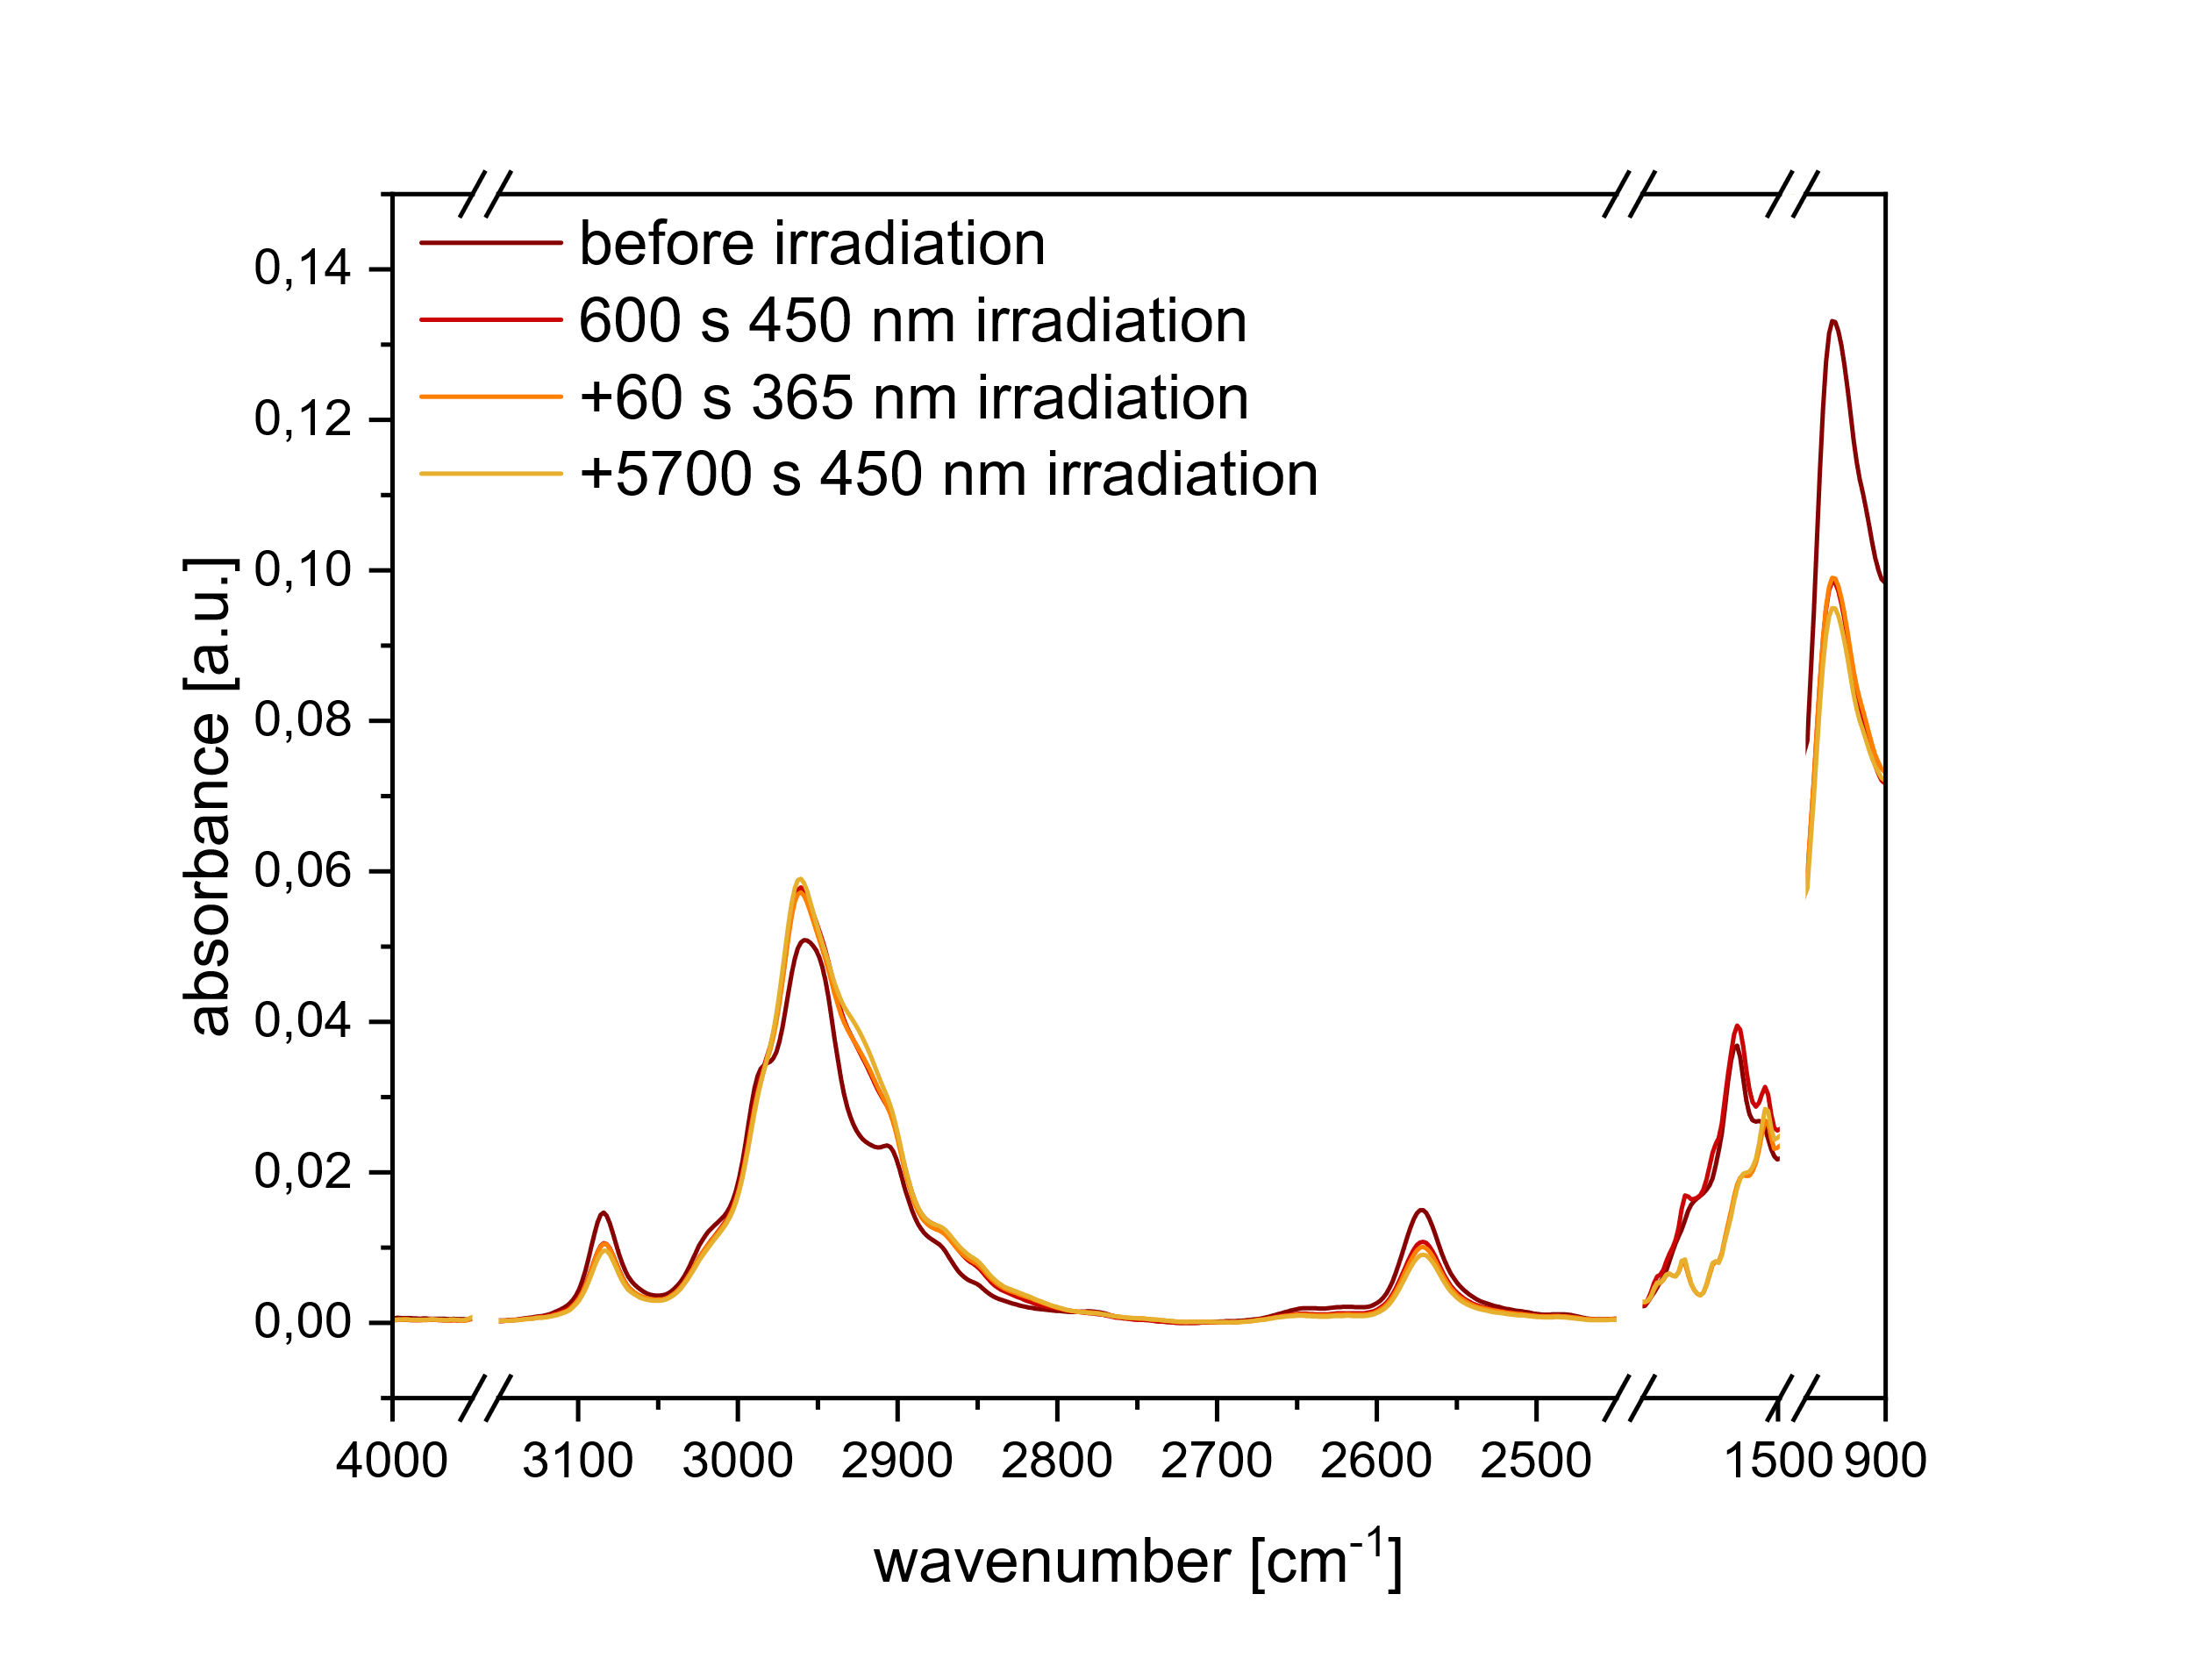 before irradiation
600 s 450 nm irradiation
+60 s 365 nm irradiation
+5700 s 450 nm irradiation
0,14
0,12
0,10
0,08
0,06
0,04
0,02
0,00
absorbance [a.u.]
4000 3100 3000 2900 2800 2700 2600 2500 1500 900
wavenumber [cm-1]